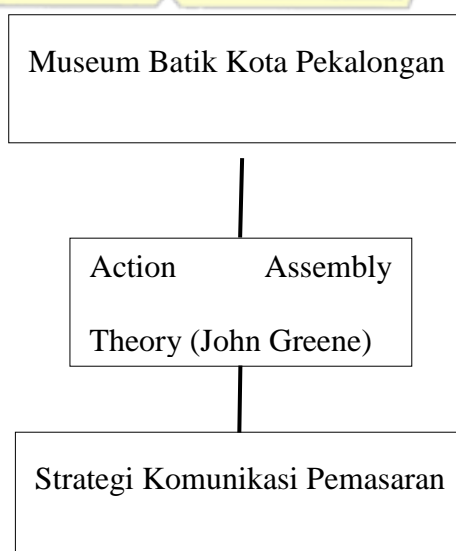 Museum Batik Kota Pekalongan
Action Assembly
Theory (John Greene)
Strategi Komunikasi Pemasaran